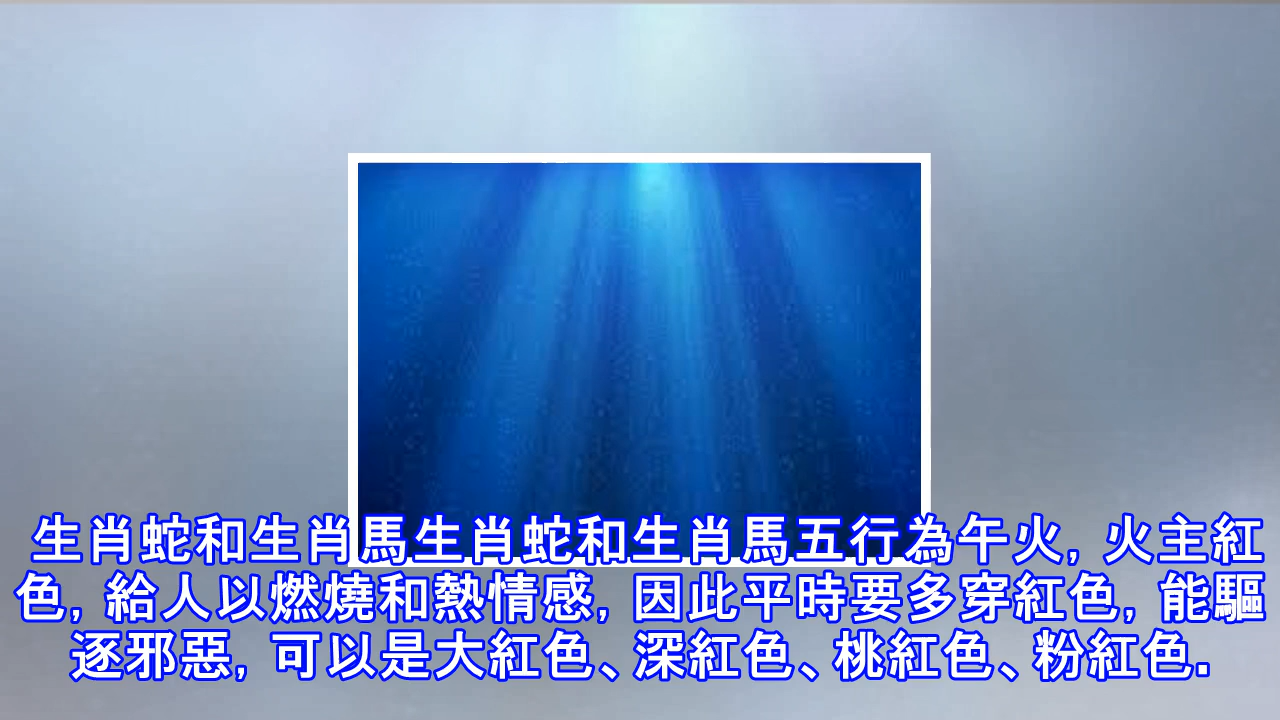 生肖蛇和生肖馬生肖蛇和生肖馬五行為午火, 火主紅
色, 給人以燃燒和熱情感, 因此平時要多穿紅色, 能驅
逐邪惡, 可以是大紅色、深紅色、桃紅色、粉紅色.